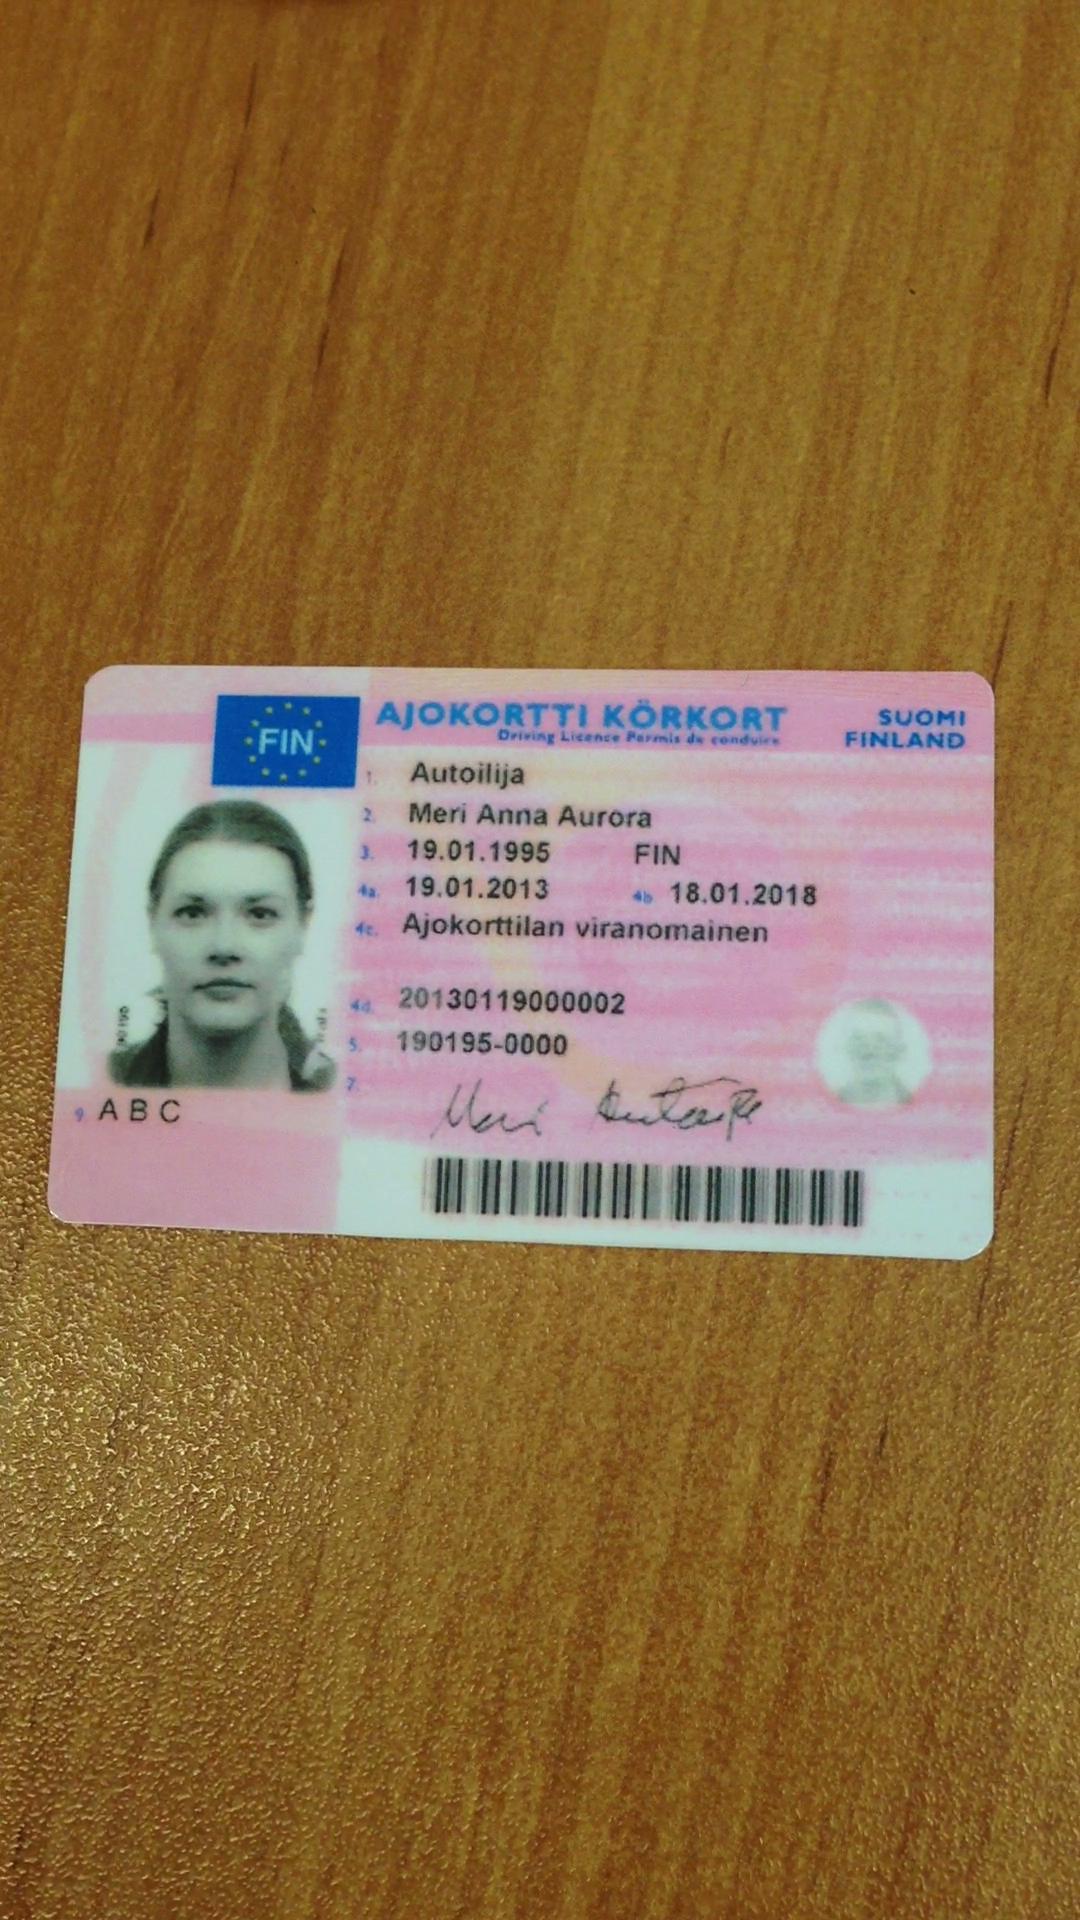 FIN
AJOKORTTI KÖRKORT
Driving Licence Permis de conduire
SUOMI
FINLAND
1. Autoilija
2. Meri Anna Aurora
3. 19.01.1995 FIN
4a. 19.01.2013 4b 18.01.2018
4c. Ajokorttilan viranomainen
4d. 20130119000002
5. 190195-0000
7. Meri Autoilija
9. A B C